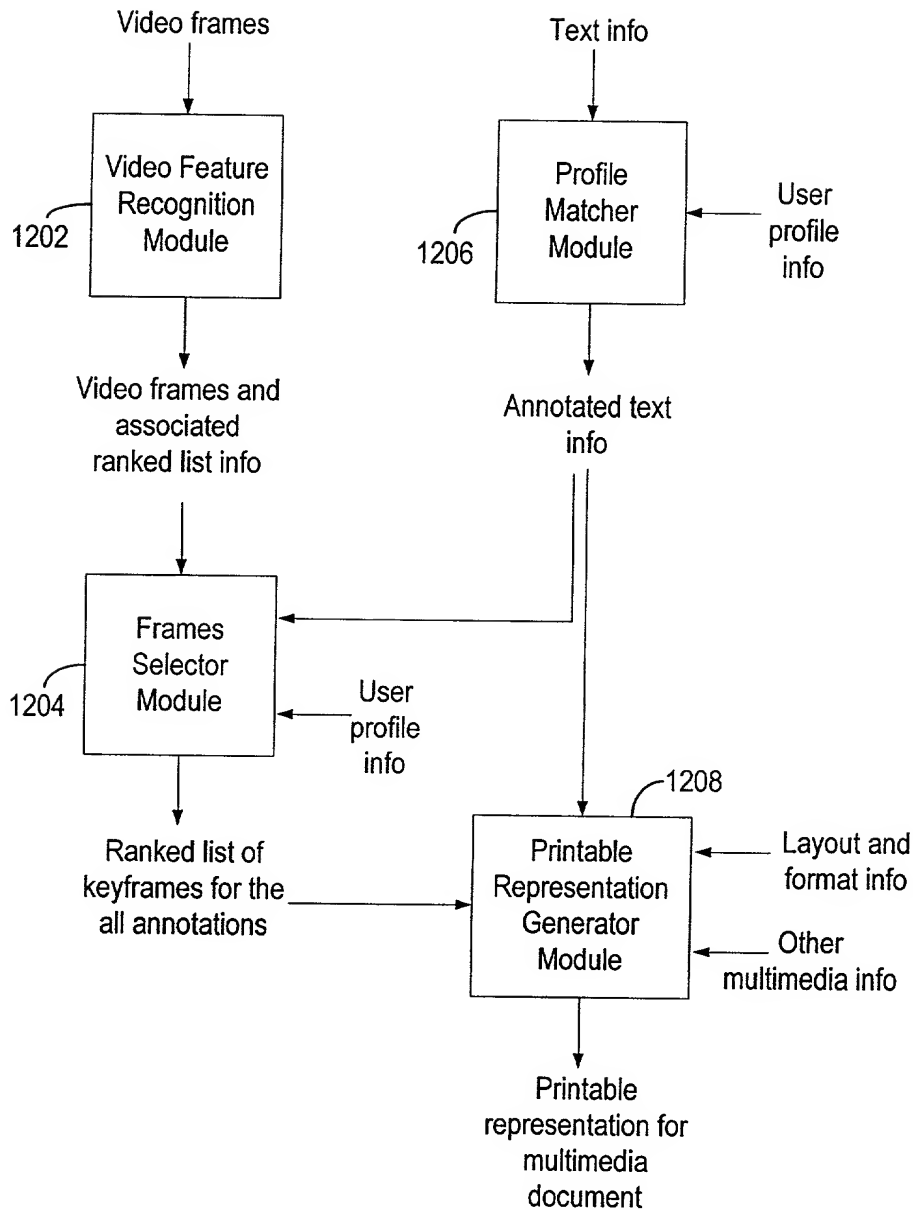 Video frames
Text info
Video Feature
Recognition
Module
1202
Profile
Matcher
Module
1206
User
profile
info
Video frames and
associated
ranked list info
Annotated text
info
Frames
Selector
Module
1204
User
profile
info
1208
Ranked list of
keyframes for the
all annotations
Printable
Representation
Generator
Module
Layout and
format info
Other
multimedia info
Printable
representation for
multimedia
document